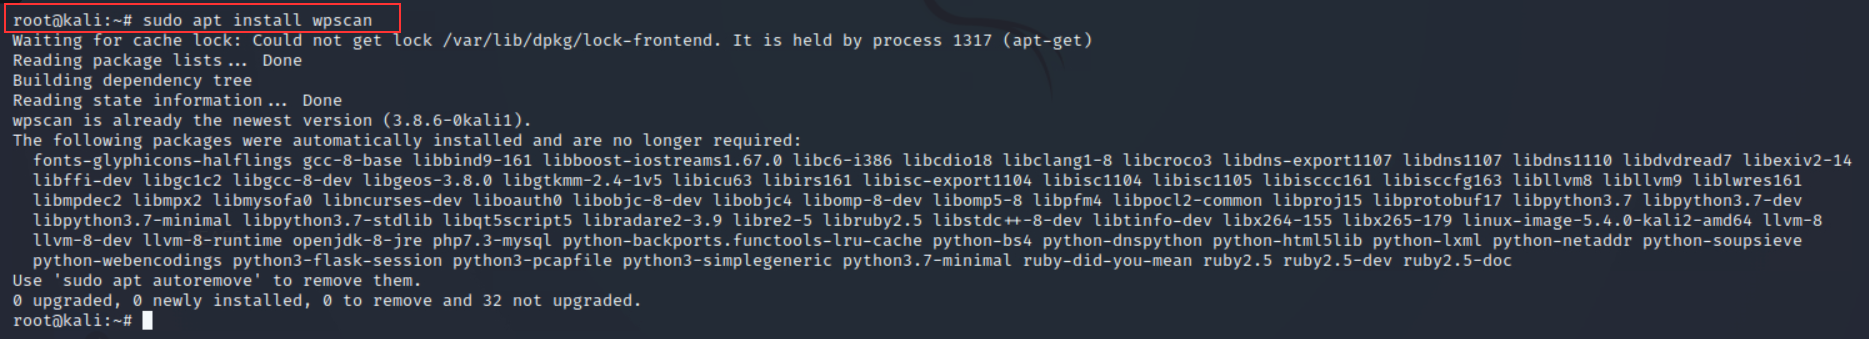 root@kali:~# sudo apt install wpscan
Waiting for cache lock: Could not get lock /var/lib/dpkg/lock-frontend. It is held by process 1317 (apt-get)
Reading package lists... Done
Building dependency tree
Reading state information... Done
wpscan is already the newest version (3.8.6-0kali1).
The following packages were automatically installed and are no longer required:
fonts-glyphicons-halflings gcc-8-base libbind9-161 libboost-iostreams1.67.0 libc6-i386 libcdio18 libclang1-8 libcroco3 libdns-export1107 libdns1107 libdns1110 libdvdread7 libexiv2-14
libffi-dev libgc1c2 libgcc-8-dev libgeos-3.8.0 libgtkmm-2.4-1v5 libicu63 libirs161 libisc-export1104 libisc1104 libisc1105 libisccc161 libisccfg163 libllvm8 libllvm9 liblwres161
libmpdec2 libmpx2 libmysofa0 libncurses-dev liboauth0 libobjc-8-dev libobjc4 libomp-8-dev libomp5-8 libpfm4 libpocl2-common libproj15 libprotobuf17 libpython3.7 libpython3.7-dev
libpython3.7-minimal libpython3.7-stdlib libqt5script5 libradare2-3.9 libre2-5 libruby2.5 libstdc++-8-dev libtinfo-dev libx264-155 libx265-179 linux-image-5.4.0-kali2-amd64 llvm-8
llvm-8-dev llvm-8-runtime openjdk-8-jre php7.3-mysql python-backports.functools-lru-cache python-bs4 python-dnspython python-html5lib python-lxml python-netaddr python-soupsieve
python-webencodings python3-flask-session python3-pcapfile python3-simplegeneric python3.7-minimal ruby-did-you-mean ruby2.5 ruby2.5-dev ruby2.5-doc
Use 'sudo apt autoremove' to remove them.
0 upgraded, 0 newly installed, 0 to remove and 32 not upgraded.
root@kali:~#